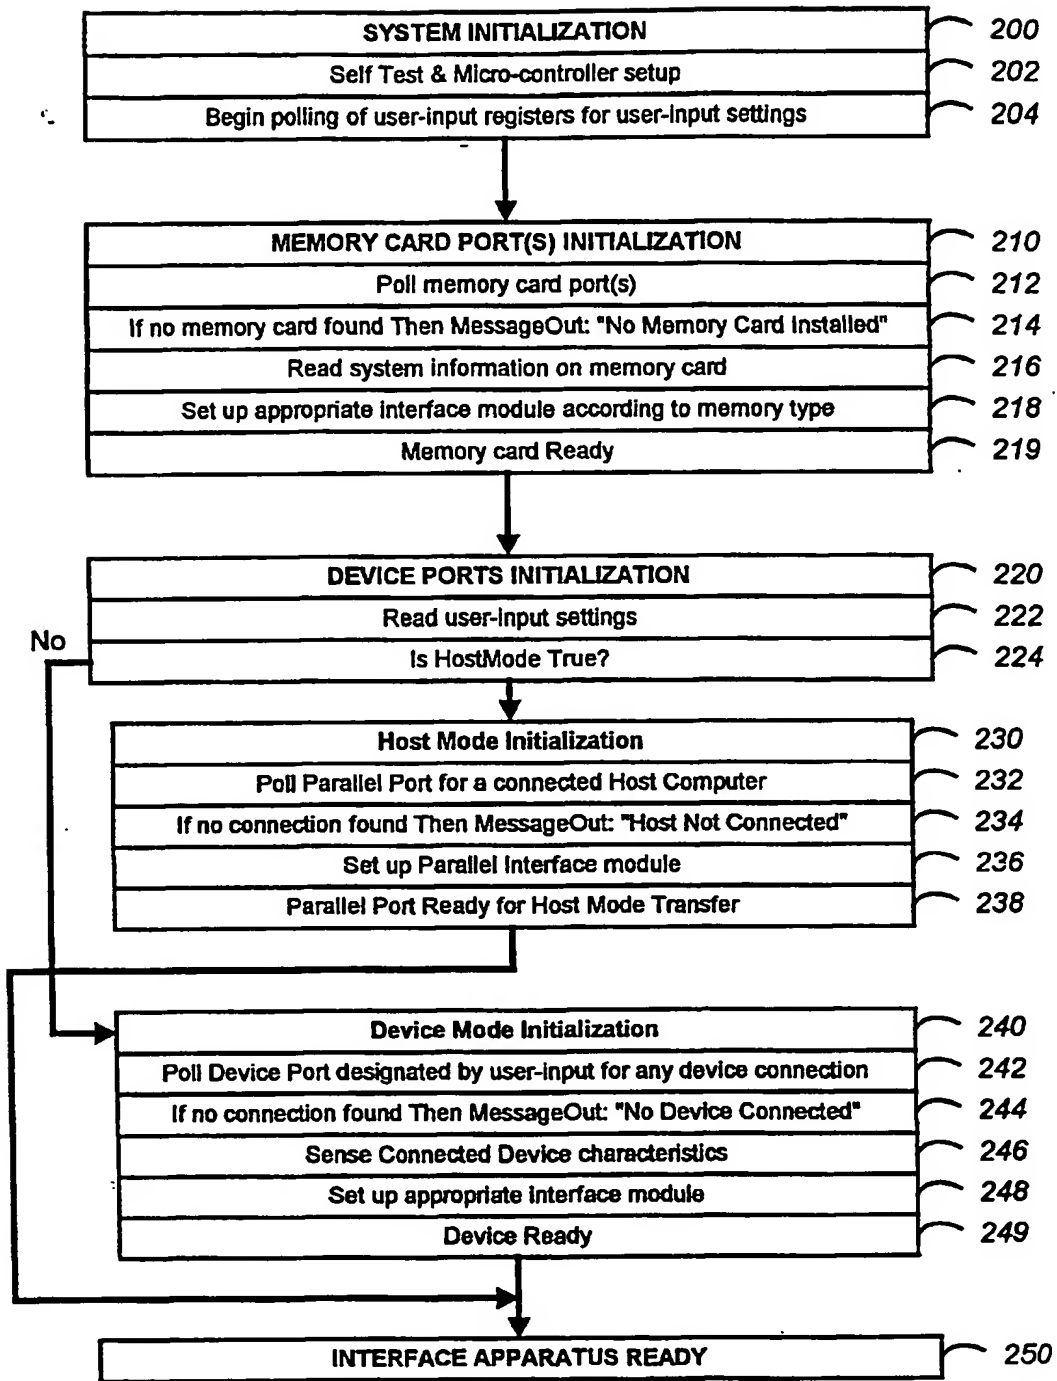 SYSTEM INITIALIZATION 200
Self Test & Micro-controller setup 202
Begin polling of user-input registers for user-input settings 204
MEMORY CARD PORT(S) INITIALIZATION 210
Poll memory card port(s) 212
If no memory card found Then MessageOut: "No Memory Card Installed" 214
Read system information on memory card 216
Set up appropriate interface module according to memory type 218
Memory card Ready 219
DEVICE PORTS INITIALIZATION 220
Read user-input settings 222
No
Is HostMode True? 224
Host Mode Initialization 230
Poll Parallel Port for a connected Host Computer 232
If no connection found Then MessageOut: "Host Not Connected" 234
Set up Parallel Interface module 236
Parallel Port Ready for Host Mode Transfer 238
Device Mode Initialization 240
Poll Device Port designated by user-input for any device connection 242
If no connection found Then MessageOut: "No Device Connected" 244
Sense Connected Device characteristics 246
Set up appropriate interface module 248
Device Ready 249
INTERFACE APPARATUS READY 250